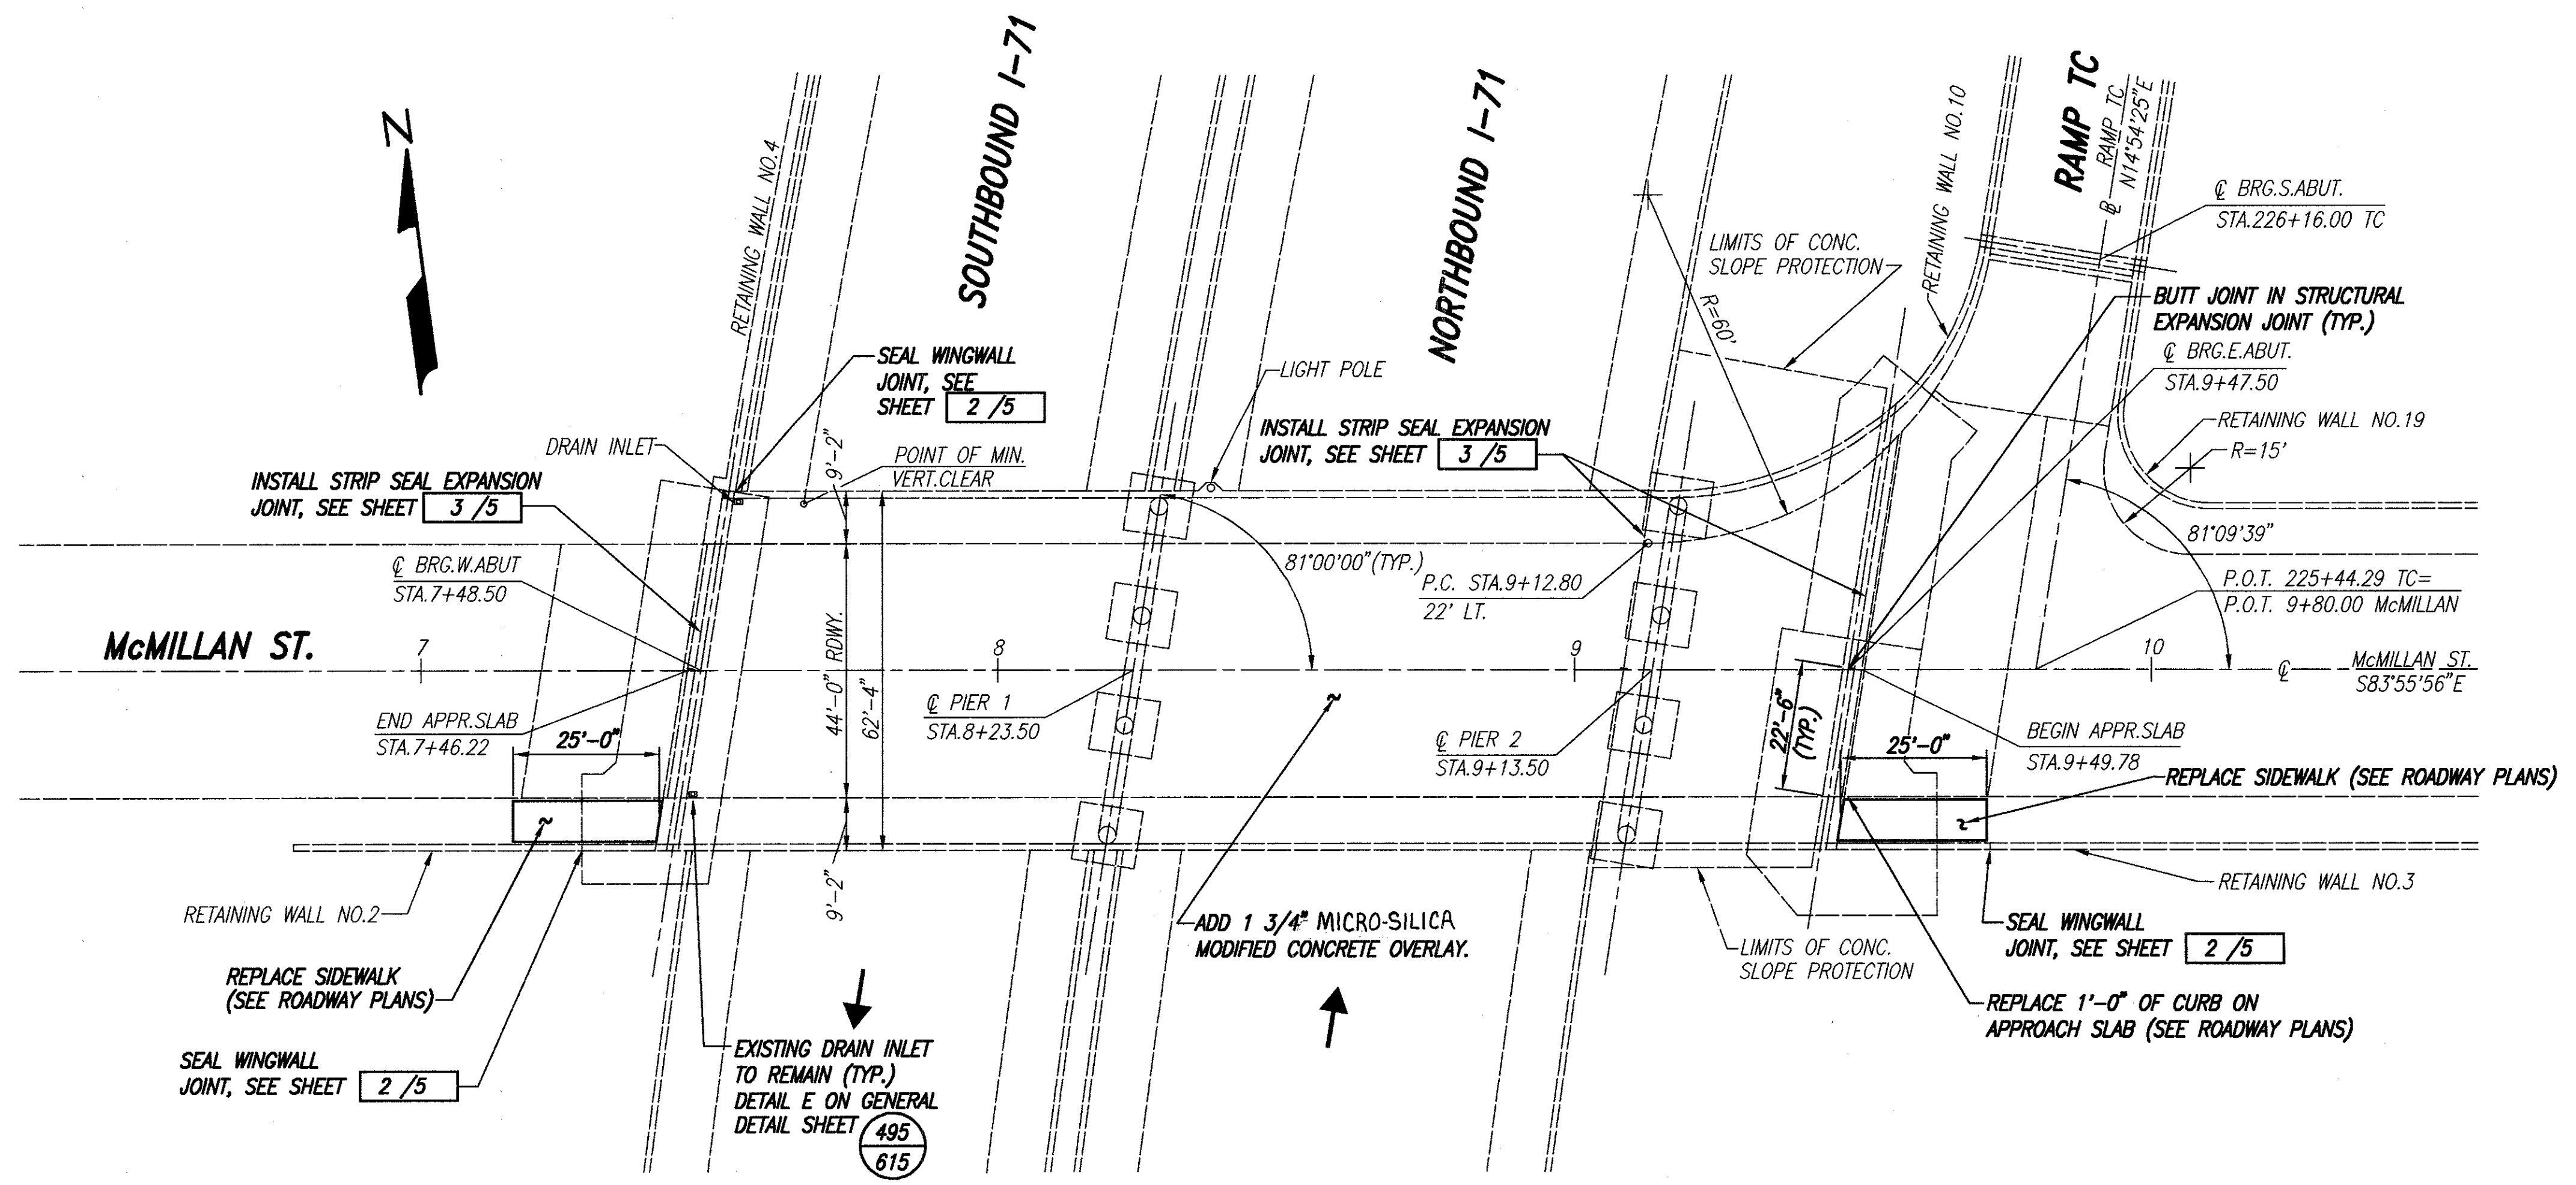 N
RETAINING WALL NO.4
SOUTHBOUND I-71
NORTHBOUND I-71
RAMP TC
℄ RAMP TC
N14°54'25"E
RETAINING WALL NO.10
℄ BRG.S.ABUT.
STA.226+16.00 TC
LIMITS OF CONC.
SLOPE PROTECTION
R=60'
BUTT JOINT IN STRUCTURAL
EXPANSION JOINT (TYP.)
℄ BRG.E.ABUT.
STA.9+47.50
SEAL WINGWALL
JOINT, SEE
SHEET 2 /5
LIGHT POLE
RETAINING WALL NO.19
R=15'
DRAIN INLET
POINT OF MIN.
VERT.CLEAR
9'-2"
INSTALL STRIP SEAL EXPANSION
JOINT, SEE SHEET 3 /5
INSTALL STRIP SEAL EXPANSION
JOINT, SEE SHEET 3 /5
81°09'39"
℄ BRG.W.ABUT
STA.7+48.50
81°00'00"(TYP.)
P.C. STA.9+12.80
22' LT.
P.O.T. 225+44.29 TC=
P.O.T. 9+80.00 McMILLAN
McMILLAN ST.
7
8
9
10
℄
McMILLAN ST.
S83°55'56"E
44'-0" RDWY.
62'-4"
℄ PIER 1
STA.8+23.50
℄ PIER 2
STA.9+13.50
22'-6"
(TYP.)
END APPR.SLAB
STA.7+46.22
25'-0"
25'-0"
BEGIN APPR.SLAB
STA.9+49.78
REPLACE SIDEWALK (SEE ROADWAY PLANS)
9'-2"
RETAINING WALL NO.2
RETAINING WALL NO.3
ADD 1 3/4" MICRO-SILICA
MODIFIED CONCRETE OVERLAY.
LIMITS OF CONC.
SLOPE PROTECTION
SEAL WINGWALL
JOINT, SEE SHEET 2 /5
REPLACE SIDEWALK
(SEE ROADWAY PLANS)
REPLACE 1'-0" OF CURB ON
APPROACH SLAB (SEE ROADWAY PLANS)
SEAL WINGWALL
JOINT, SEE SHEET 2 /5
EXISTING DRAIN INLET
TO REMAIN (TYP.)
DETAIL E ON GENERAL
DETAIL SHEET 495
615